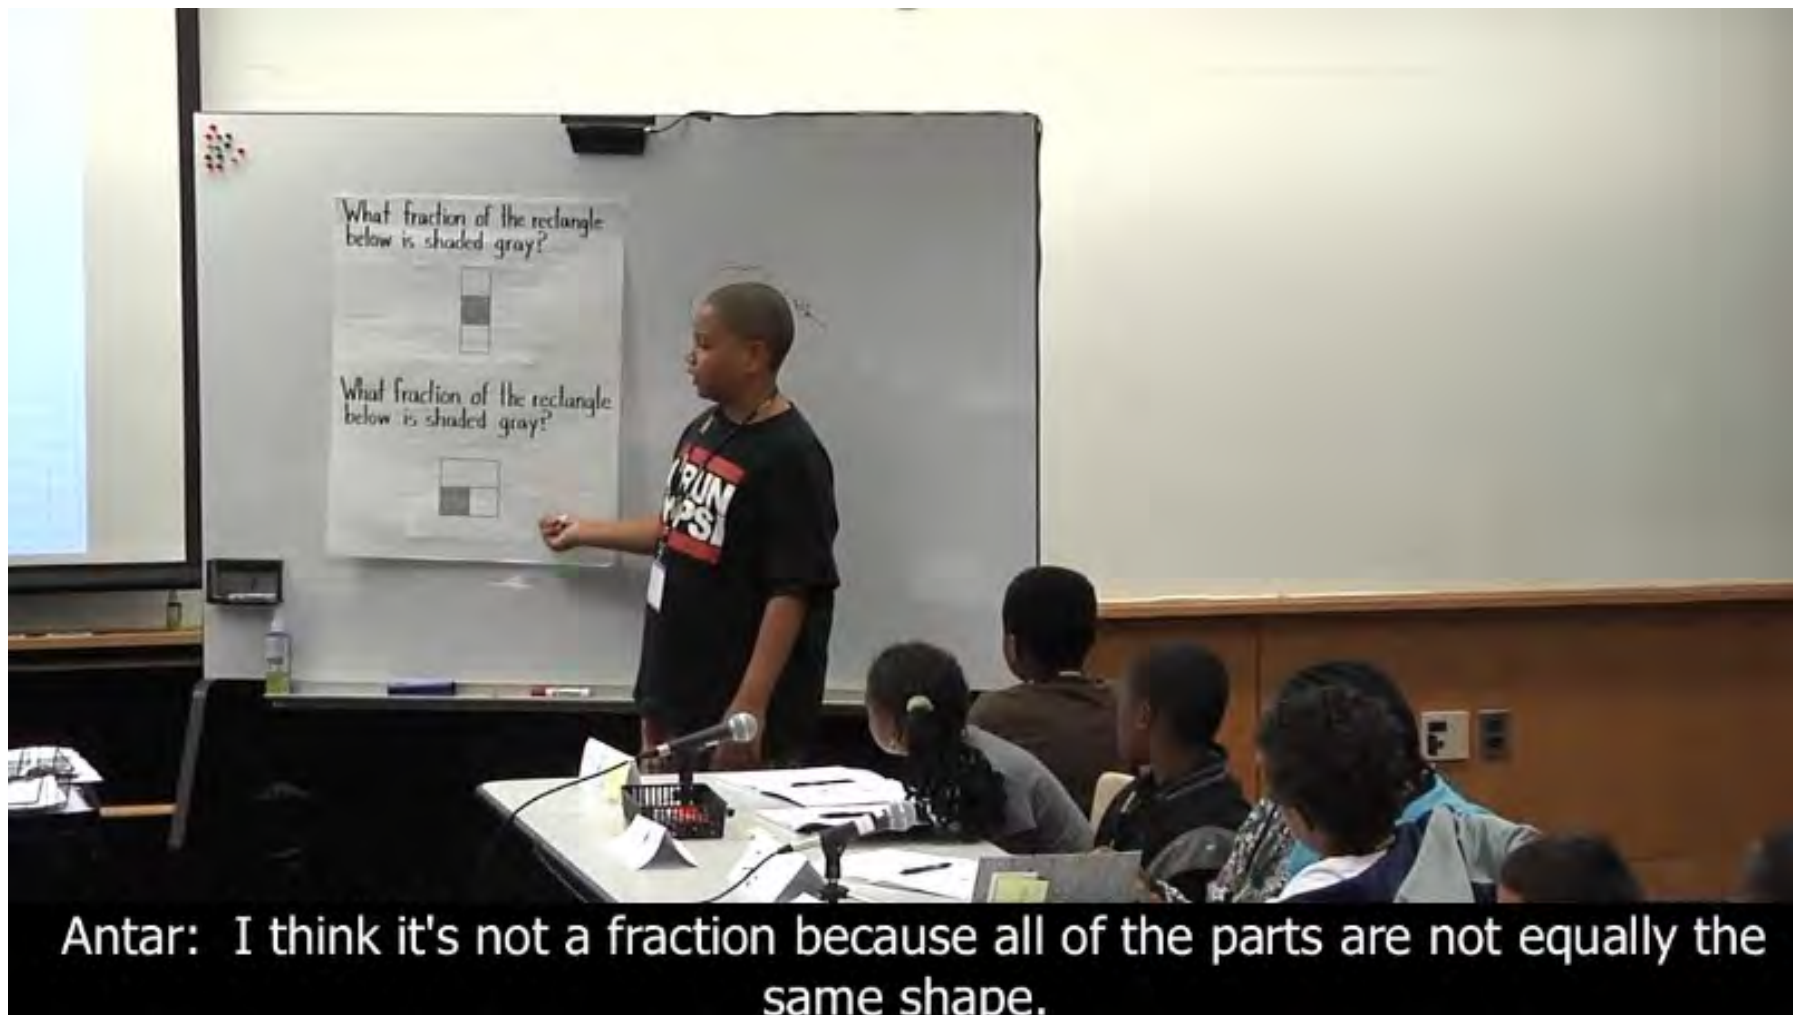 What fraction of the rectangle
below is shaded gray?
What fraction of the rectangle
below is shaded gray?
RUN
Antar: I think it's not a fraction because all of the parts are not equally the
same shape.